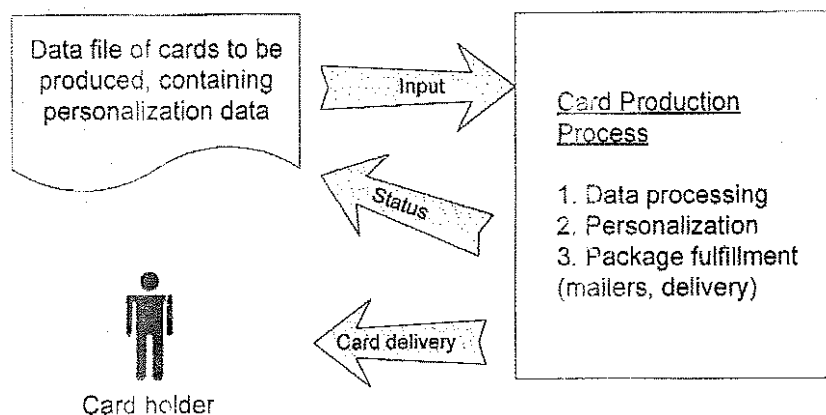 Data file of cards to be
produced, containing
personalization data
Input
Card Production
Process
Status
1. Data processing
2. Personalization
3. Package fulfillment
(mailers, delivery)
Card delivery
Card holder